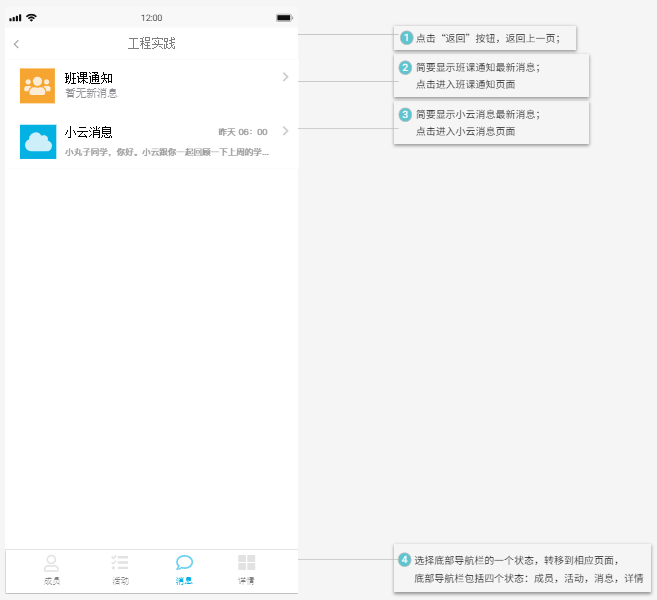 12:00
工程实践
班课通知
暂无新消息
小云消息
昨天 06：00
小丸子同学，你好。小云跟你一起回顾一下上周的学...
成员
活动
消息
详情
1 点击“返回”按钮，返回上一页；
2 简要显示班课通知最新消息；
点击进入班课通知页面
3 简要显示小云消息最新消息；
点击进入小云消息页面
4 选择底部导航栏的一个状态，转移到相应页面，
底部导航栏包括四个状态：成员，活动，消息，详情